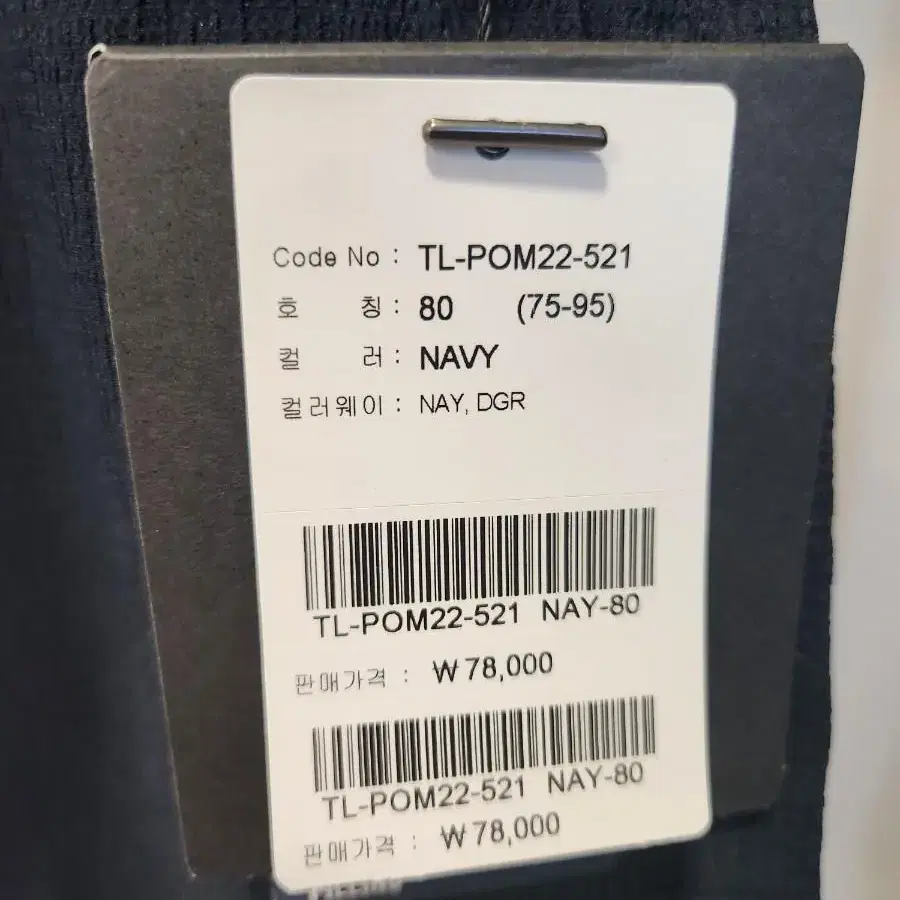 Code No : TL-POM22-521
호 칭 : 80 (75-95)
컬 러 : NAVY
컬러웨이 : NAY, DGR
TL-POM22-521 NAY-80
판매가격 : ₩78,000
TL-POM22-521 NAY-80
판매가격 : ₩78,000